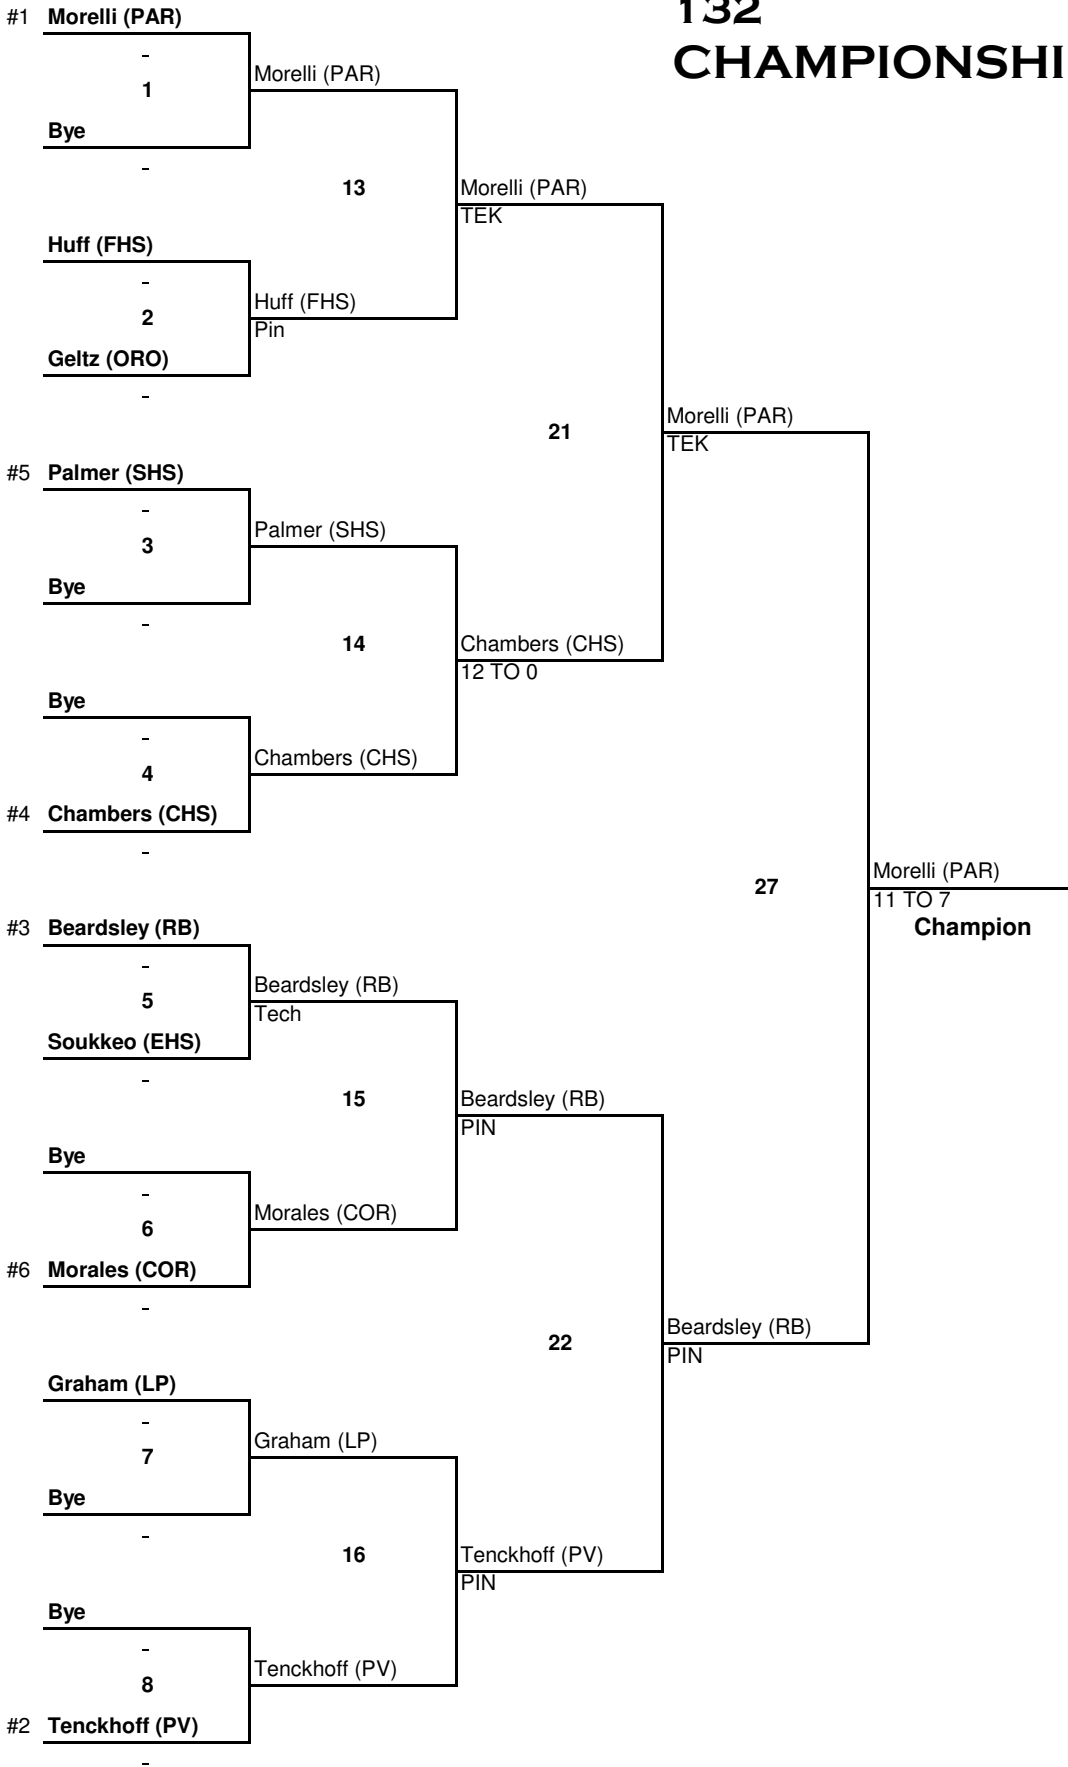 132
CHAMPIONSHI
#1 Morelli (PAR)
-
Morelli (PAR)
1
Bye
-
13
Morelli (PAR)
TEK
Huff (FHS)
-
Huff (FHS)
2
Pin
Geltz (ORO)
-
21
Morelli (PAR)
TEK
#5 Palmer (SHS)
-
Palmer (SHS)
3
Bye
-
14
Chambers (CHS)
12 TO 0
Bye
-
Chambers (CHS)
4
#4 Chambers (CHS)
-
27
Morelli (PAR)
11 TO 7
Champion
#3 Beardsley (RB)
-
Beardsley (RB)
5
Tech
Soukkeo (EHS)
-
15
Beardsley (RB)
PIN
Bye
-
Morales (COR)
6
#6 Morales (COR)
-
22
Beardsley (RB)
PIN
Graham (LP)
-
Graham (LP)
7
Bye
-
16
Tenckhoff (PV)
PIN
Bye
-
Tenckhoff (PV)
8
#2 Tenckhoff (PV)
-